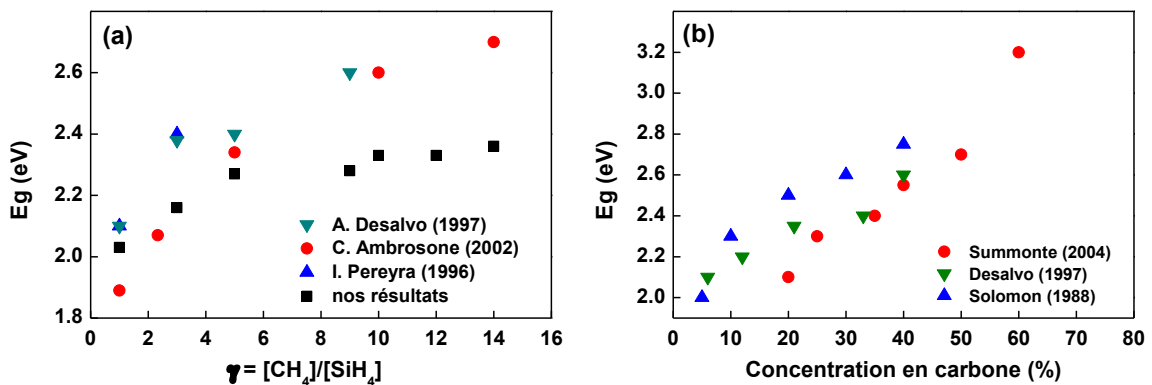 (a)
2.6
2.4
2.2
2.0
1.8
Eg (eV)
A. Desalvo (1997)
C. Ambrosone (2002)
I. Pereyra (1996)
nos résultats
0 2 4 6 8 10 12 14 16
γ = [CH₄]/[SiH₄]
(b)
3.2
3.0
2.8
2.6
2.4
2.2
2.0
Eg (eV)
Summonte (2004)
Desalvo (1997)
Solomon (1988)
0 10 20 30 40 50 60 70 80
Concentration en carbone (%)